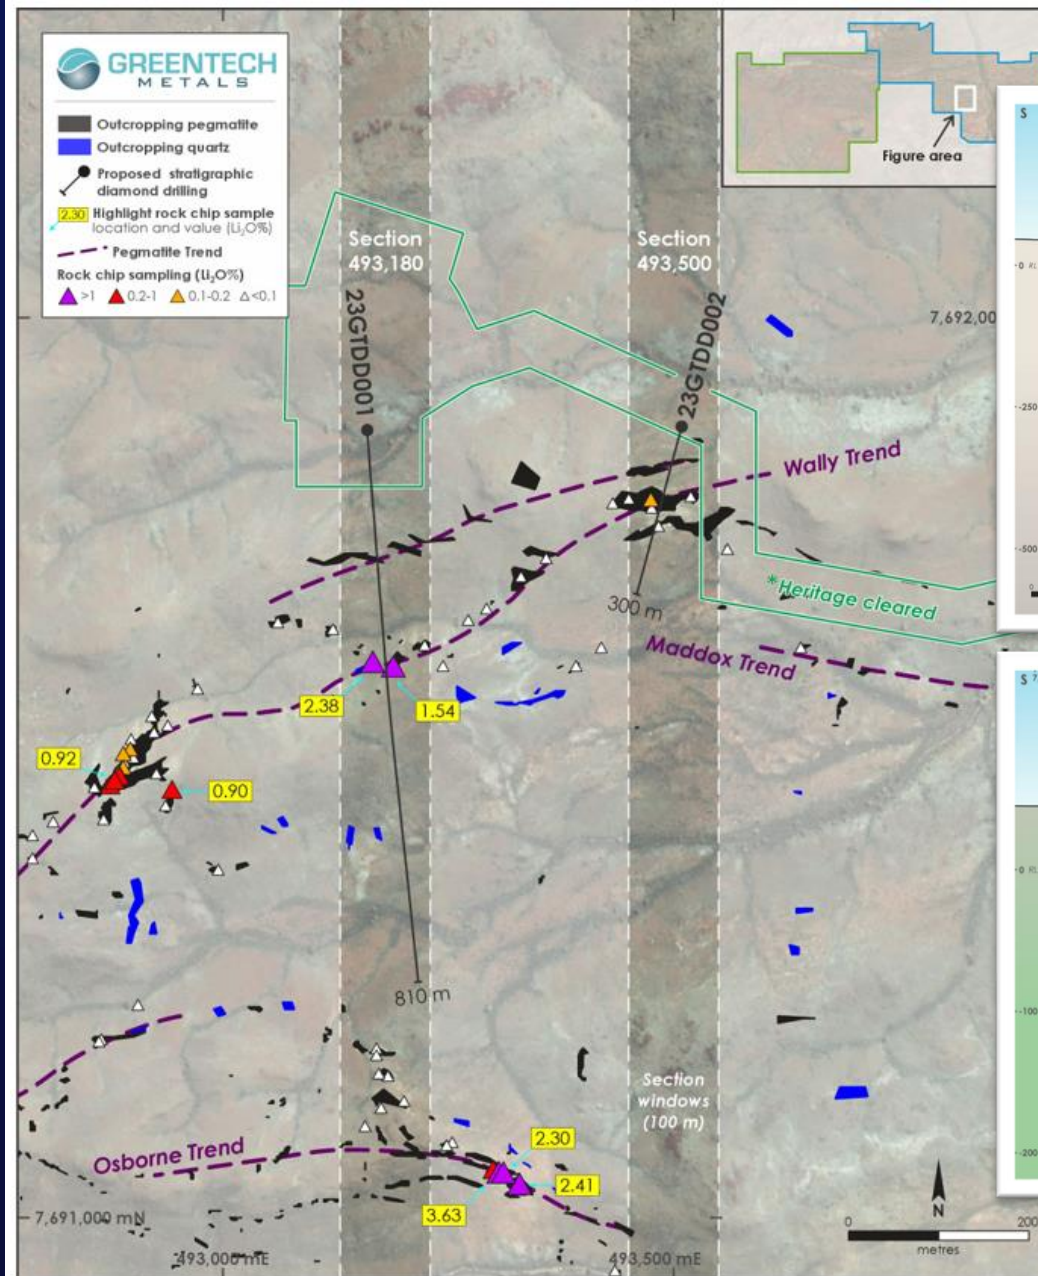 GREENTECH
METALS
Outcropping pegmatite
Outcropping quartz
Proposed stratigraphic
diamond drilling
2.30 Highlight rock chip sample
location and value (Li₂O%)
Pegmatite Trend
Rock chip sampling (Li₂O%)
>1 0.2-1 0.1-0.2 <0.1
Figure area
S
0 RL
-250
-500
0
Section
493,180
Section
493,500
23GTDD001
23GTDD002
7,692,00
Wally Trend
*Heritage cleared
300 m
Maddox Trend
2.38
1.54
0.92
0.90
S 7
0 RL
-100
-200
810 m
Section
windows
(100 m)
Osborne Trend
2.30
2.41
3.63
7,691,000 mN
493,000 mE
493,500 mE
N
0 200
metres